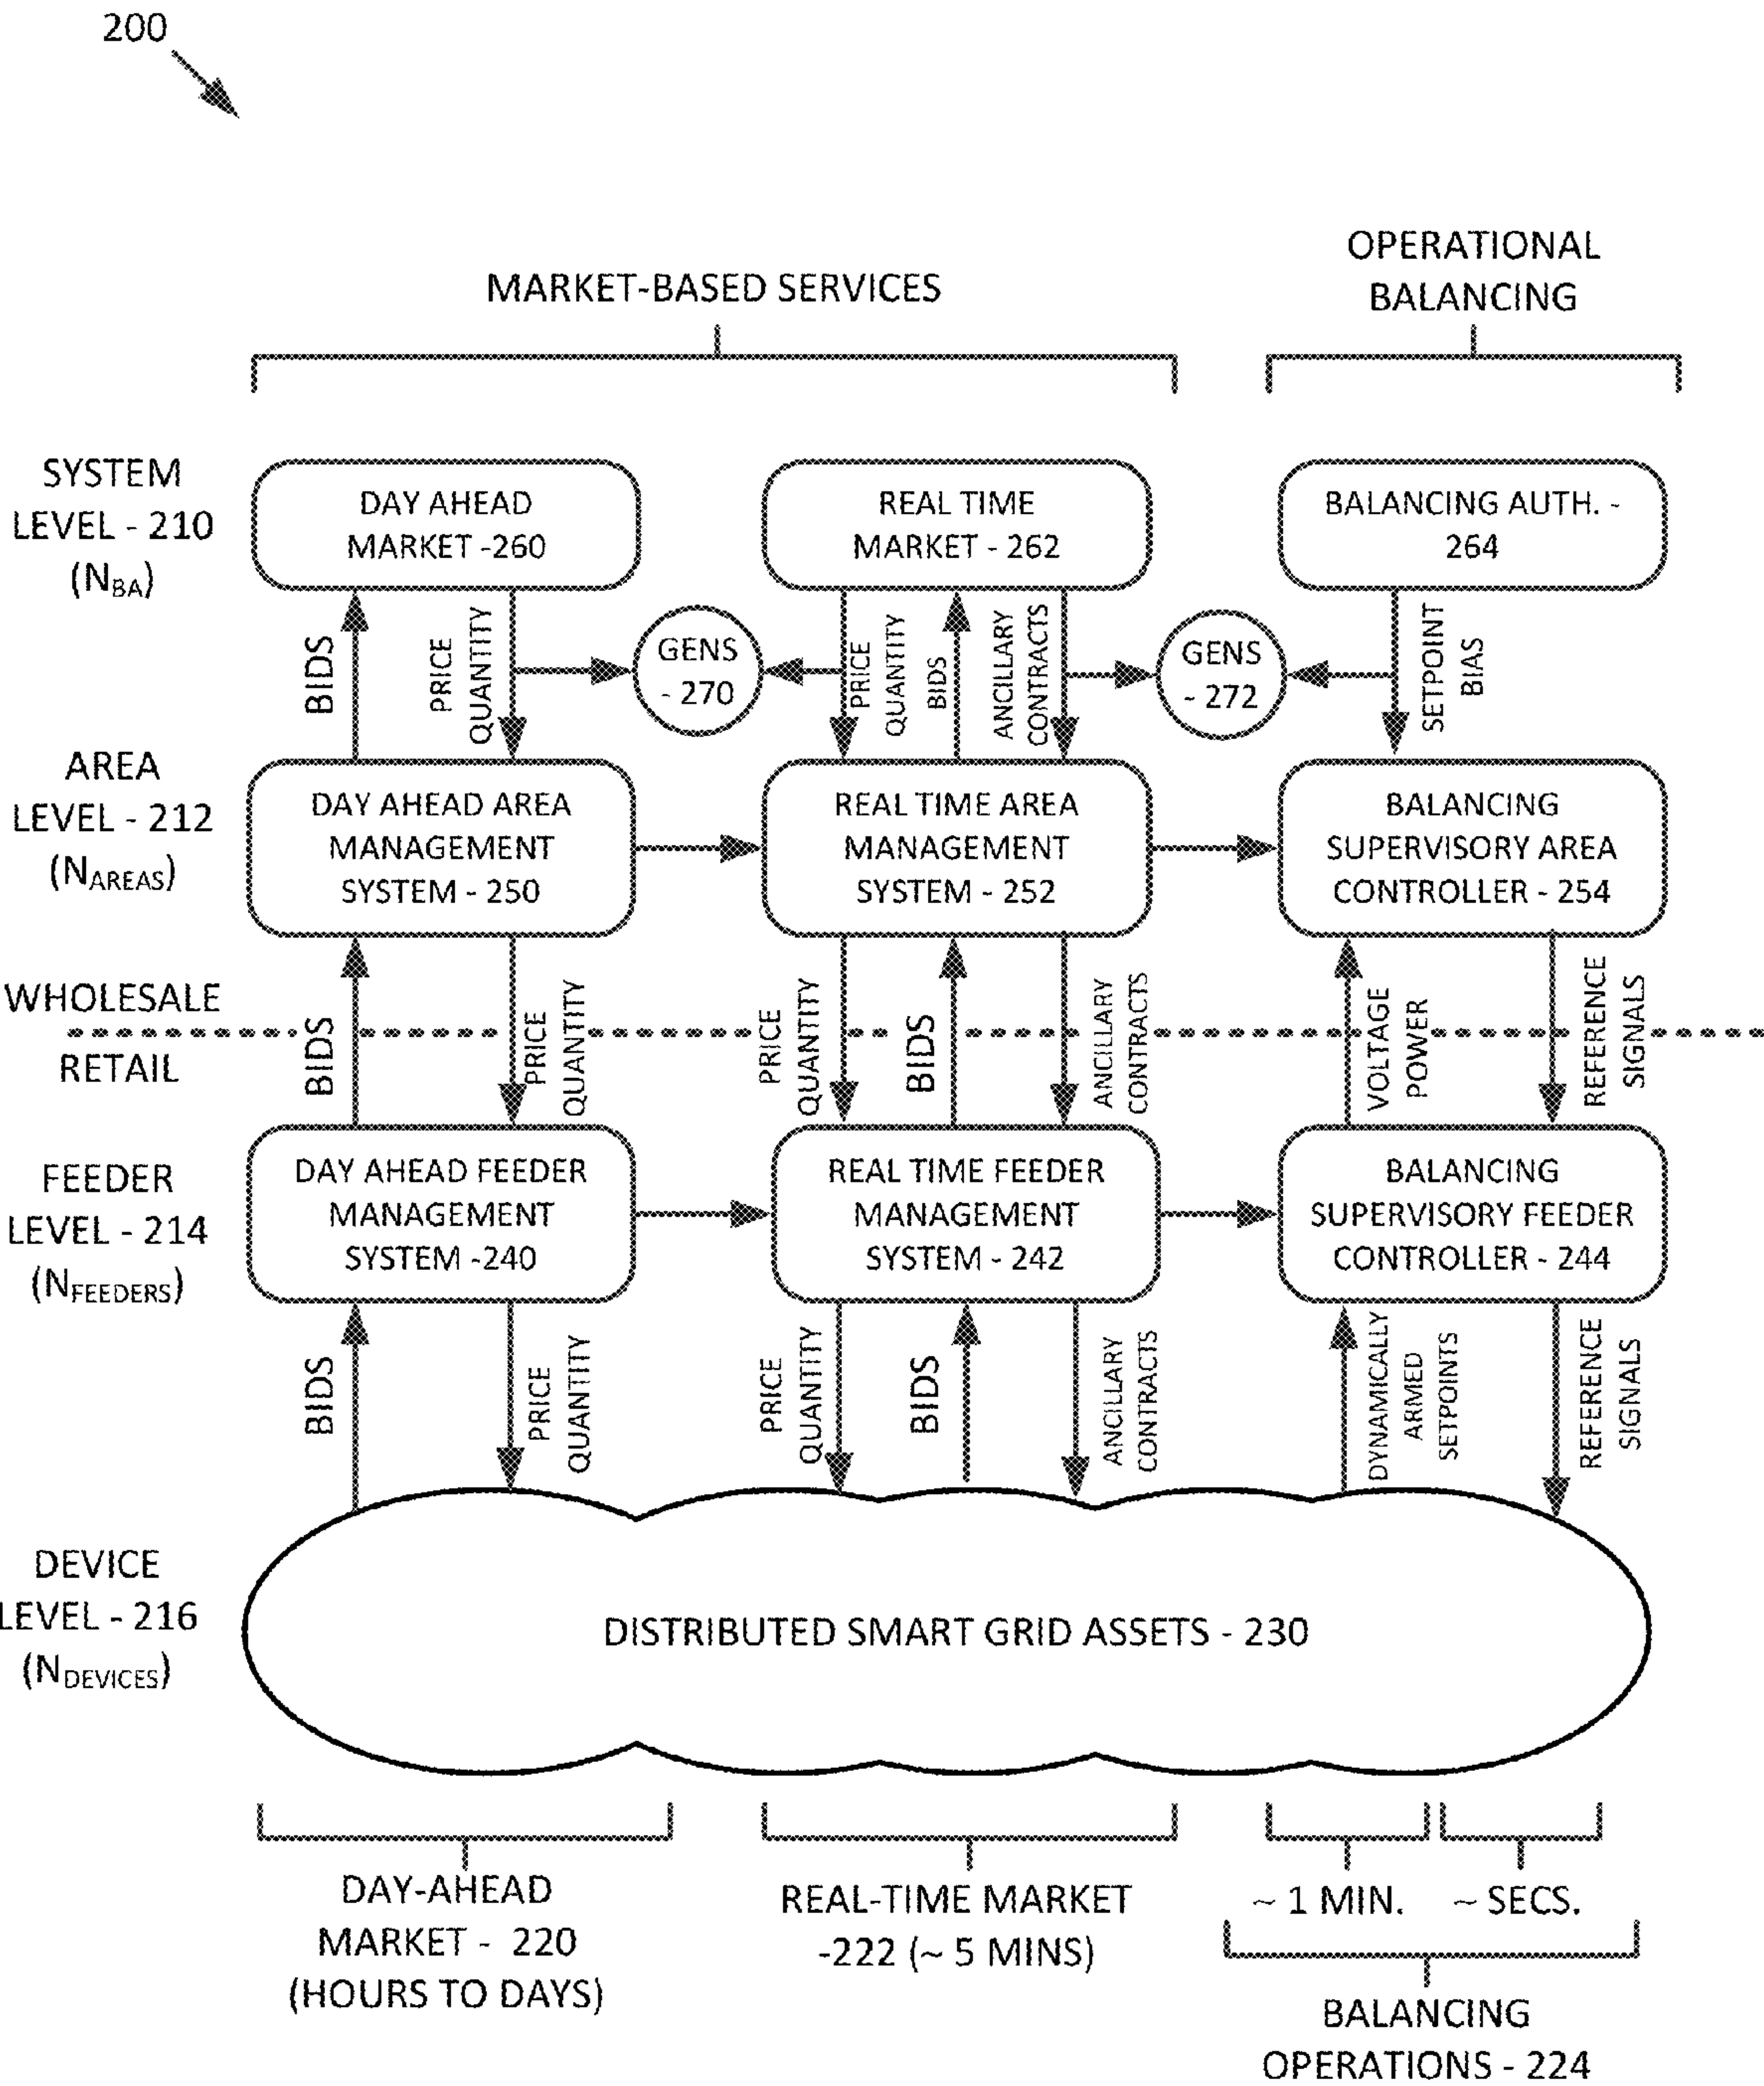 200
MARKET-BASED SERVICES
OPERATIONAL
BALANCING
SYSTEM
LEVEL - 210
(NBA)
DAY AHEAD
MARKET -260
REAL TIME
MARKET - 262
BALANCING AUTH. -
264
BIDS
PRICE
QUANTITY
GENS
- 270
PRICE
QUANTITY
BIDS
ANCILLARY
CONTRACTS
GENS
- 272
SETPOINT
BIAS
AREA
LEVEL - 212
(NAREAS)
DAY AHEAD AREA
MANAGEMENT
SYSTEM - 250
REAL TIME AREA
MANAGEMENT
SYSTEM - 252
BALANCING
SUPERVISORY AREA
CONTROLLER - 254
WHOLESALE
RETAIL
BIDS
PRICE
QUANTITY
PRICE
QUANTITY
BIDS
ANCILLARY
CONTRACTS
VOLTAGE
POWER
REFERENCE
SIGNALS
FEEDER
LEVEL - 214
(NFEEDERS)
DAY AHEAD FEEDER
MANAGEMENT
SYSTEM -240
REAL TIME FEEDER
MANAGEMENT
SYSTEM - 242
BALANCING
SUPERVISORY FEEDER
CONTROLLER - 244
BIDS
PRICE
QUANTITY
PRICE
QUANTITY
BIDS
ANCILLARY
CONTRACTS
DYNAMICALLY
ARMED
SETPOINTS
REFERENCE
SIGNALS
DEVICE
LEVEL - 216
(NDEVICES)
DISTRIBUTED SMART GRID ASSETS - 230
DAY-AHEAD
MARKET - 220
(HOURS TO DAYS)
REAL-TIME MARKET
-222 (~ 5 MINS)
~ 1 MIN.
~ SECS.
BALANCING
OPERATIONS - 224